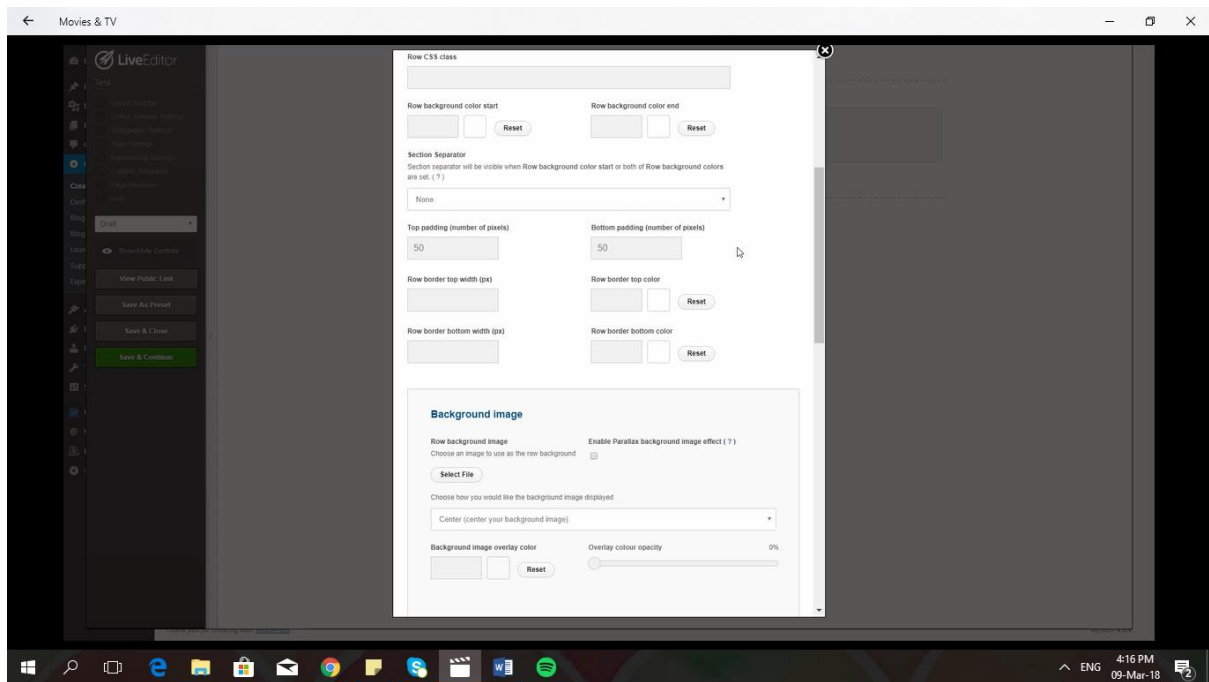 Movies & TV
LiveEditor
Test
Row CSS class
Row background color start
Row background color end
Reset
Reset
Section Separator
Section separator will be visible when Row background color start or both of Row background colors
are set. ( ? )
None
Top padding (number of pixels)
Bottom padding (number of pixels)
50
50
Row border top width (px)
Row border top color
Reset
Row border bottom width (px)
Row border bottom color
Reset
Background image
Row background image
Enable Parallax background image effect ( ? )
Choose an image to use as the row background
Select File
Choose how you would like the background image displayed
Center (center your background image)
Background image overlay color
Overlay colour opacity
0%
Reset
Crea
Dash
Blog
Blog
Draft
Show/Hide Controls
View Public Link
Save As Preset
Save & Close
Save & Continue
ENG
4:16 PM
09-Mar-18
2